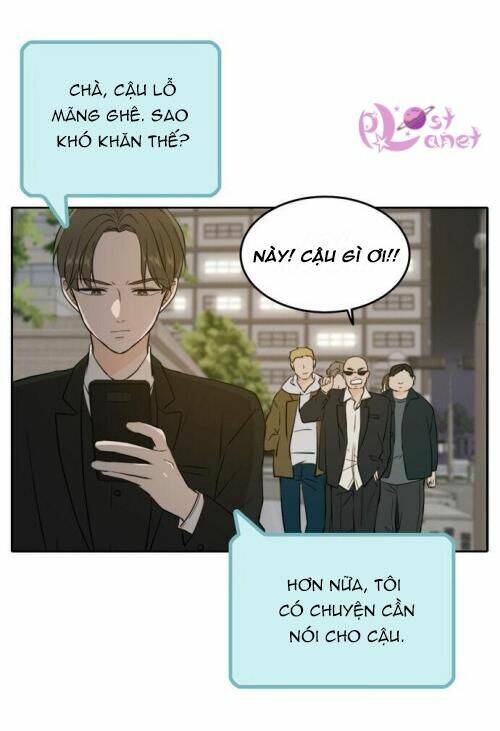 CHÀ, CẬU LỖ
MÃNG GHÊ. SAO
KHÓ KHĂN THẾ?
Lost
Planet
NÀY! CẬU GÌ ƠI!!
HƠN NỮA, TÔI
CÓ CHUYỆN CẦN
NÓI CHO CẬU.